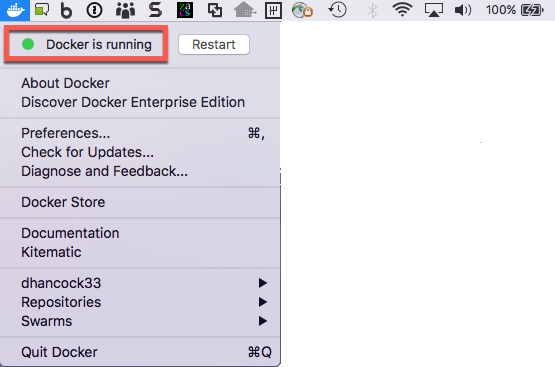 100%
Docker is running
Restart
About Docker
Discover Docker Enterprise Edition
Preferences... ⌘,
Check for Updates...
Diagnose and Feedback...
Docker Store
Documentation
Kitematic
dhancock33
Repositories
Swarms
Quit Docker ⌘Q